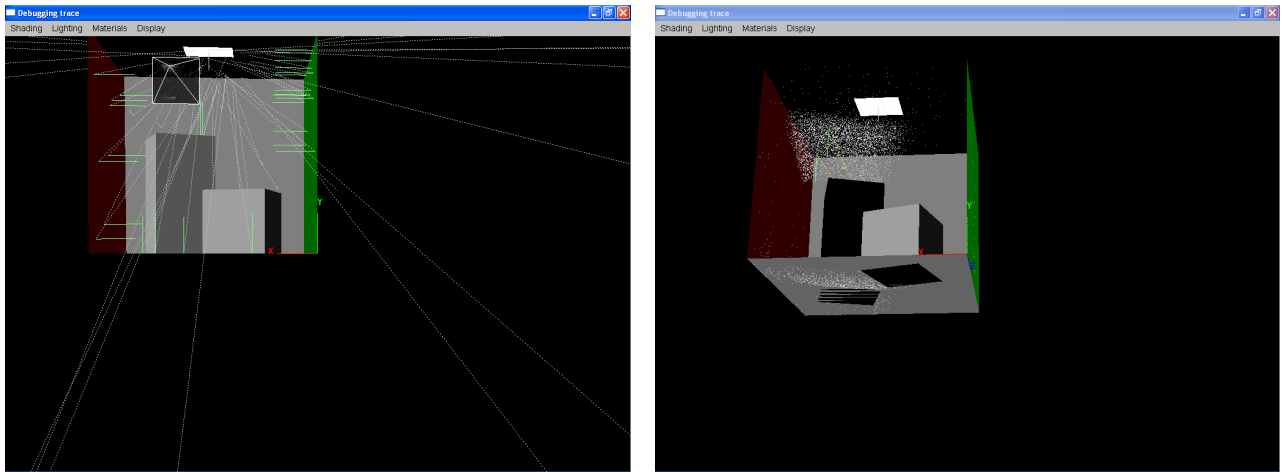 Debugging trace
Shading Lighting Materials Display
Y
X
Debugging trace
Shading Lighting Materials Display
Y
X
Z